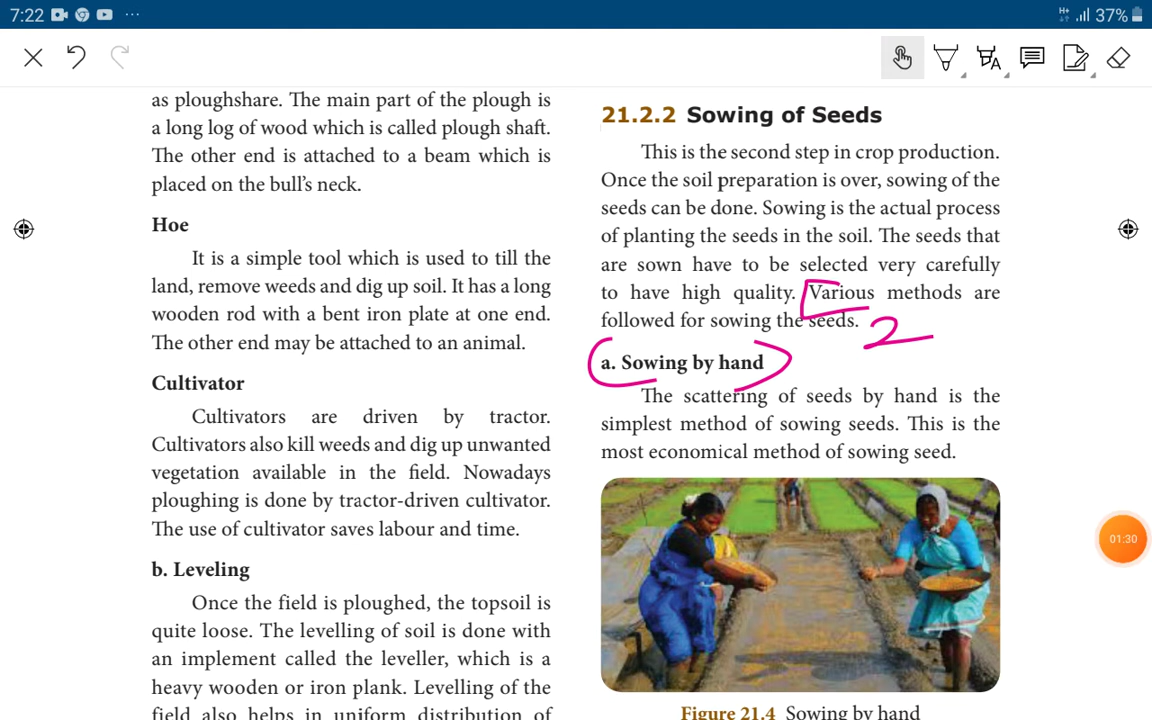 7:22
37%
as ploughshare. The main part of the plough is
a long log of wood which is called plough shaft.
The other end is attached to a beam which is
placed on the bull's neck.
Hoe
It is a simple tool which is used to till the
land, remove weeds and dig up soil. It has a long
wooden rod with a bent iron plate at one end.
The other end may be attached to an animal.
Cultivator
Cultivators are driven by tractor.
Cultivators also kill weeds and dig up unwanted
vegetation available in the field. Nowadays
ploughing is done by tractor-driven cultivator.
The use of cultivator saves labour and time.
b. Leveling
Once the field is ploughed, the topsoil is
quite loose. The levelling of soil is done with
an implement called the leveller, which is a
heavy wooden or iron plank. Levelling of the
field also helps in uniform distribution of
21.2.2 Sowing of Seeds
This is the second step in crop production.
Once the soil preparation is over, sowing of the
seeds can be done. Sowing is the actual process
of planting the seeds in the soil. The seeds that
are sown have to be selected very carefully
to have high quality. Various methods are
followed for sowing the seeds.
2
a. Sowing by hand
The scattering of seeds by hand is the
simplest method of sowing seeds. This is the
most economical method of sowing seed.
Figure 21.4 Sowing by hand
01:30